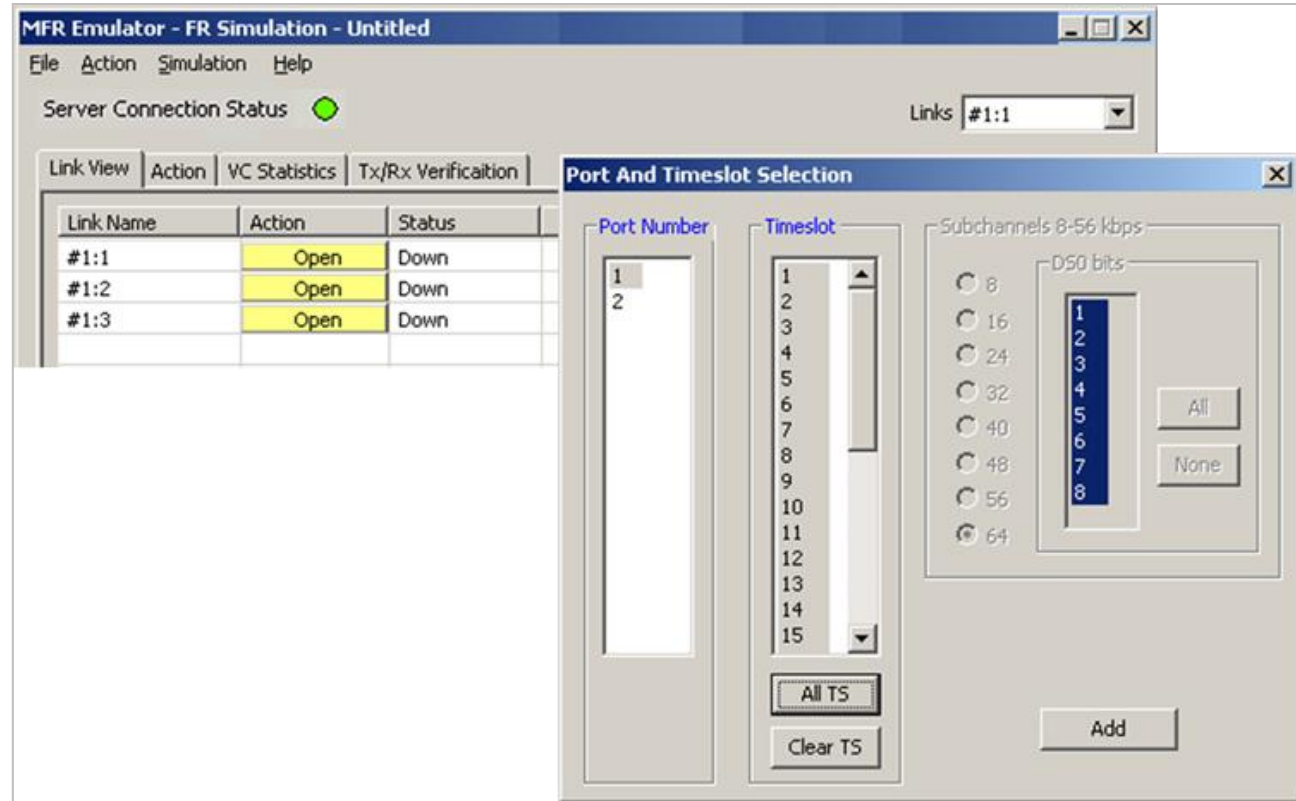 MFR Emulator - FR Simulation - Untitled
File Action Simulation Help
Server Connection Status
Links #1:1
Link View Action VC Statistics Tx/Rx Verificaition
Link Name Action Status
#1:1 Open Down
#1:2 Open Down
#1:3 Open Down
Port And Timeslot Selection
Port Number
1
2
Timeslot
1
2
3
4
5
6
7
8
9
10
11
12
13
14
15
All TS
Clear TS
Subchannels 8-56 kbps
8
16
24
32
40
48
56
64
DS0 bits
1
2
3
4
5
6
7
8
All
None
Add